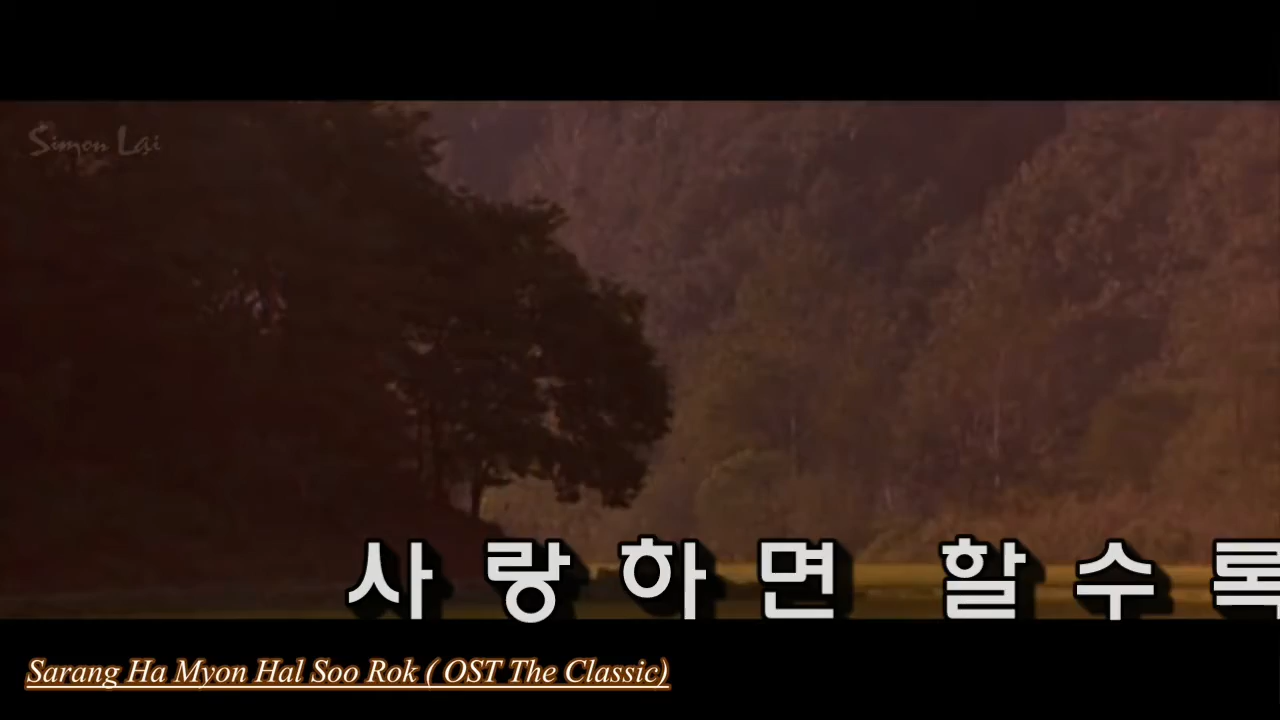 Simon Lai
사랑하면 할수록
Sarang Ha Myon Hal Soo Rok ( OST The Classic)